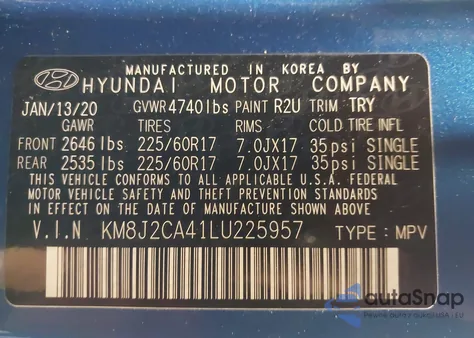 MANUFACTURED IN KOREA BY
HYUNDAI MOTOR COMPANY
JAN/13/20 GVWR 4740 lbs PAINT R2U TRIM TRY
GAWR TIRES RIMS COLD TIRE INFL
FRONT 2646 lbs 225/60R17 7.0JX17 35psi SINGLE
REAR 2535 lbs 225/60R17 7.0JX17 35psi SINGLE
THIS VEHICLE CONFORMS TO ALL APPLICABLE U.S.A. FEDERAL
MOTOR VEHICLE SAFETY AND THEFT PREVENTION STANDARDS
IN EFFECT ON THE DATE OF MANUFACTURE SHOWN ABOVE.
V.I.N KM8J2CA41LU225957 TYPE : MPV
autoSnap